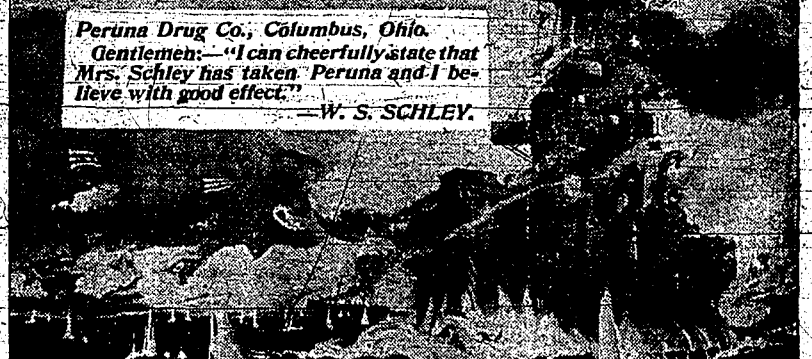 Peruna Drug Co., Columbus, Ohio.
Gentlemen:—“I can cheerfully state that
Mrs. Schley has taken Peruna and I be-
lieve with good effect.”
—W. S. SCHLEY.